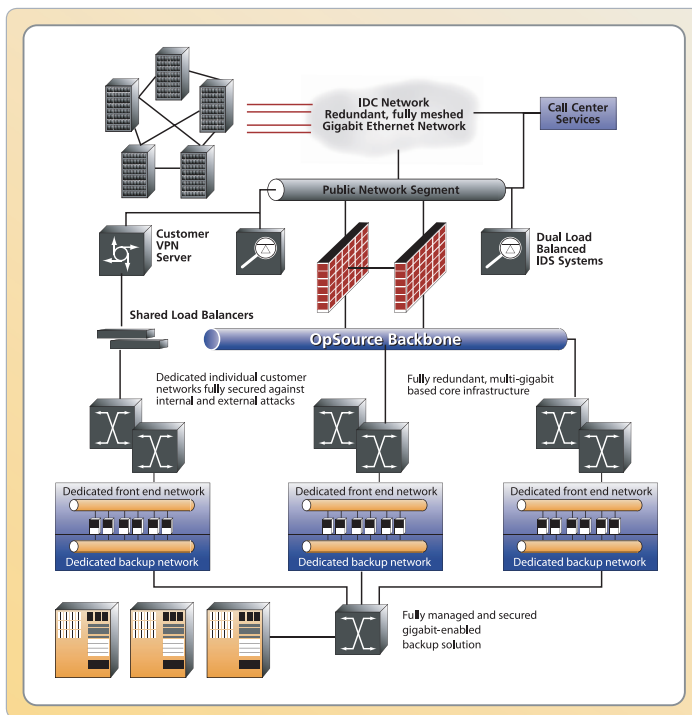 IDC Network
Redundant, fully meshed
Gigabit Ethernet Network
Call Center
Services
Public Network Segment
Customer
VPN
Server
Dual Load
Balanced
IDS Systems
Shared Load Balancers
OpSource Backbone
Dedicated individual customer
networks fully secured against
internal and external attacks
Fully redundant, multi-gigabit
based core infrastructure
Dedicated front end network
Dedicated backup network
Dedicated front end network
Dedicated backup network
Dedicated front end network
Dedicated backup network
Fully managed and secured
gigabit-enabled
backup solution